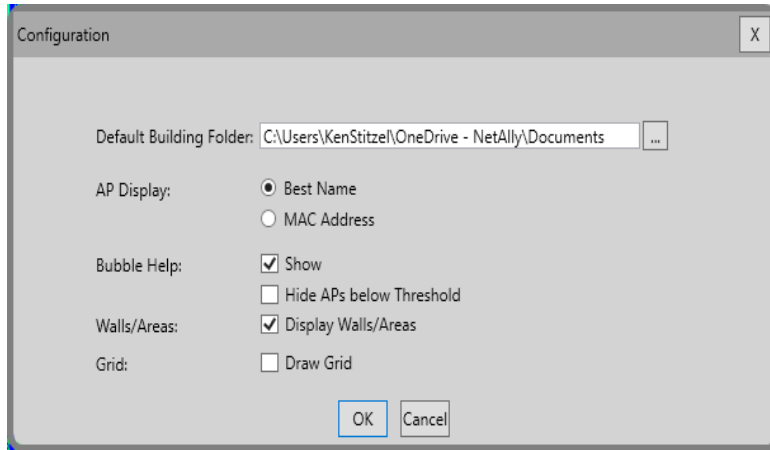 Configuration X
Default Building Folder: C:\Users\KenStitzel\OneDrive - NetAlly\Documents ...
AP Display: Best Name
MAC Address
Bubble Help: Show
Hide APs below Threshold
Walls/Areas: Display Walls/Areas
Grid: Draw Grid
OK Cancel